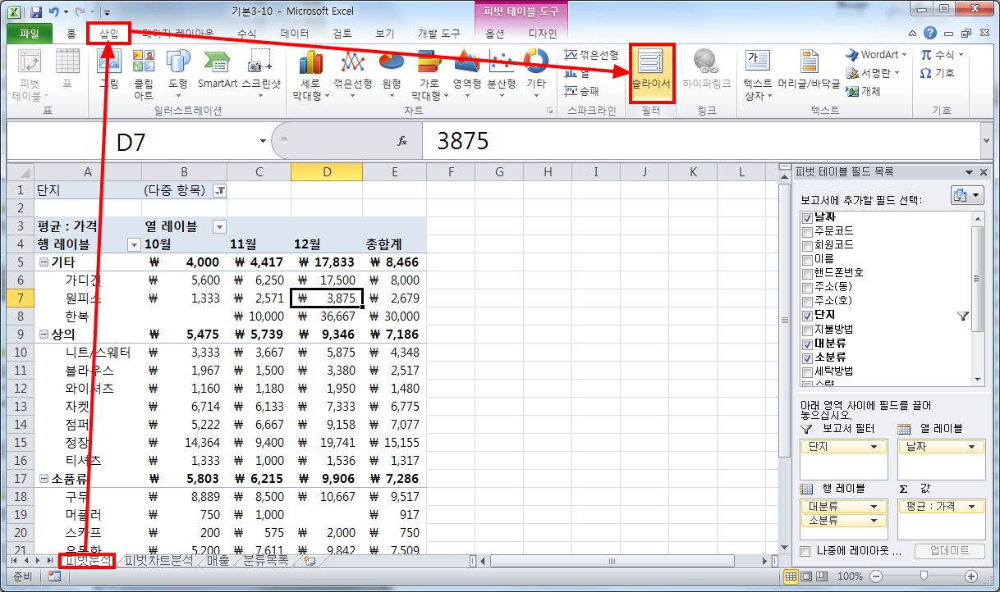 기본3-10 - Microsoft Excel
피벗 테이블 도구
파일 홈 삽입 페이지 레이아웃 수식 데이터 검토 보기 개발 도구 옵션 디자인
피벗 테이블
표
그림
클립 아트
도형
SmartArt
스크린샷
세로 막대형
꺾은선형
원형
가로 막대형
영역형
분산형
기타
꺾은선형
열
승패
슬라이서
하이퍼링크
텍스트 상자
머리글/바닥글
WordArt
서명란
개체
수식
기호
표 일러스트레이션 차트 스파크라인 필터 링크 텍스트 기호
D7 fx 3875
A B C D E F G H I J K L
1 단지 (다중 항목)
2
3 평균 : 가격 열 레이블
4 행 레이블 10월 11월 12월 총합계
5 기타 ₩ 4,000 ₩ 4,417 ₩ 17,833 ₩ 8,466
6 가디건 ₩ 5,600 ₩ 6,250 ₩ 17,500 ₩ 8,000
7 원피스 ₩ 1,333 ₩ 2,571 ₩ 3,875 ₩ 2,679
8 한복 ₩ 10,000 ₩ 36,667 ₩ 30,000
9 상의 ₩ 5,475 ₩ 5,739 ₩ 9,346 ₩ 7,186
10 니트/스웨터 ₩ 3,333 ₩ 3,667 ₩ 5,875 ₩ 4,348
11 블라우스 ₩ 1,967 ₩ 1,500 ₩ 3,380 ₩ 2,517
12 와이셔츠 ₩ 1,160 ₩ 1,180 ₩ 1,950 ₩ 1,480
13 자켓 ₩ 6,714 ₩ 6,133 ₩ 7,333 ₩ 6,775
14 점퍼 ₩ 5,222 ₩ 6,667 ₩ 9,158 ₩ 7,077
15 정장 ₩ 14,364 ₩ 9,400 ₩ 19,741 ₩ 15,155
16 티셔츠 ₩ 1,333 ₩ 1,000 ₩ 1,536 ₩ 1,317
17 소품류 ₩ 5,803 ₩ 6,215 ₩ 9,906 ₩ 7,286
18 구두 ₩ 8,889 ₩ 8,500 ₩ 10,667 ₩ 9,517
19 머플러 ₩ 750 ₩ 1,000 ₩ 917
20 스카프 ₩ 200 ₩ 575 ₩ 2,000 ₩ 750
21 운동화 ₩ 5,200 ₩ 7,611 ₩ 9,842 ₩ 7,509
피벗분석 피벗차트분석 매출 분류목록
준비 100%
피벗 테이블 필드 목록
보고서에 추가할 필드 선택:
날짜
주문코드
회원코드
이름
핸드폰번호
주소(동)
주소(호)
단지
지불방법
대분류
소분류
세탁방법
수량
아래 영역 사이에 필드를 끌어
놓으십시오.
보고서 필터 열 레이블
단지 날짜
행 레이블 Σ 값
대분류 평균 : 가격
소분류
나중에 레이아웃 ... 업데이트